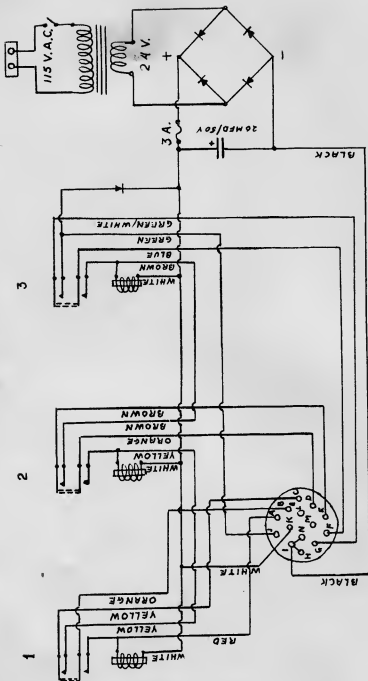 115 V.A.C.
24 V.
+
-
3 A.
+
20 MFD/50V
BLACK
3
GREEN/WHITE
GREEN
BLUE
BROWN
WHITE
2
BROWN
BROWN
ORANGE
YELLOW
WHITE
1
ORANGE
YELLOW
YELLOW
RED
WHITE
WHITE
BLACK
A
B
C
D
E
F
G
H
I
J
K
L
M
N